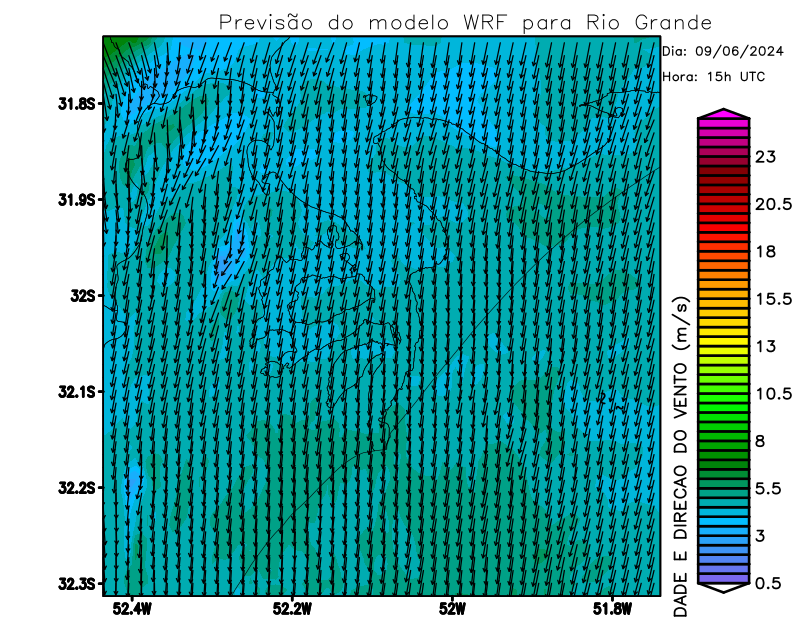 Previsão do modelo WRF para Rio Grande
Dia: 09/06/2024
Hora: 15h UTC
31.8S
31.9S
32S
32.1S
32.2S
32.3S
52.4W
52.2W
52W
51.8W
23
20.5
18
15.5
13
10.5
8
5.5
3
0.5
DADE E DIRECAO DO VENTO (m/s)